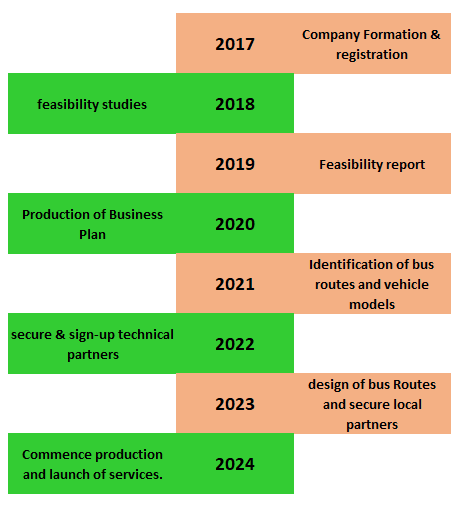 2017
Company Formation &
registration
feasibility studies
2018
2019
Feasibility report
Production of Business
Plan
2020
2021
Identification of bus
routes and vehicle
models
secure & sign-up technical
partners
2022
2023
design of bus Routes
and secure local
partners
Commence production
and launch of services.
2024